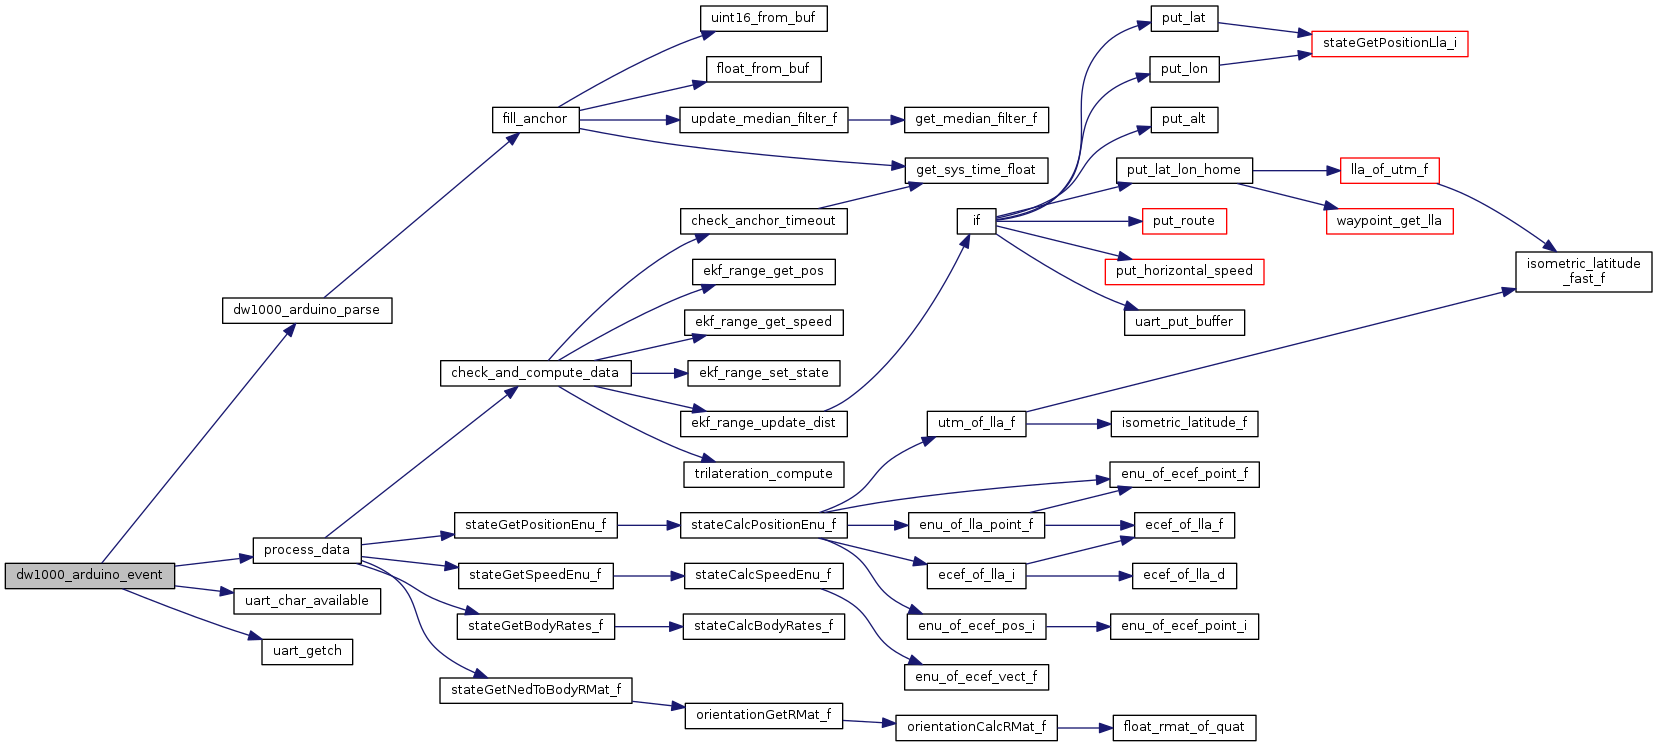 dw1000_arduino_event
dw1000_arduino_parse
process_data
uart_char_available
uart_getch
fill_anchor
check_and_compute_data
stateGetPositionEnu_f
stateGetSpeedEnu_f
stateGetBodyRates_f
stateGetNedToBodyRMat_f
uint16_from_buf
float_from_buf
update_median_filter_f
check_anchor_timeout
ekf_range_get_pos
ekf_range_get_speed
ekf_range_set_state
ekf_range_update_dist
trilateration_compute
stateCalcPositionEnu_f
stateCalcSpeedEnu_f
stateCalcBodyRates_f
orientationGetRMat_f
get_median_filter_f
get_sys_time_float
if
utm_of_lla_f
enu_of_lla_point_f
ecef_of_lla_i
enu_of_ecef_pos_i
enu_of_ecef_vect_f
orientationCalcRMat_f
put_lat
put_lon
put_alt
put_lat_lon_home
put_route
put_horizontal_speed
uart_put_buffer
isometric_latitude_f
enu_of_ecef_point_f
ecef_of_lla_f
ecef_of_lla_d
enu_of_ecef_point_i
float_rmat_of_quat
stateGetPositionLla_i
lla_of_utm_f
waypoint_get_lla
isometric_latitude
_fast_f